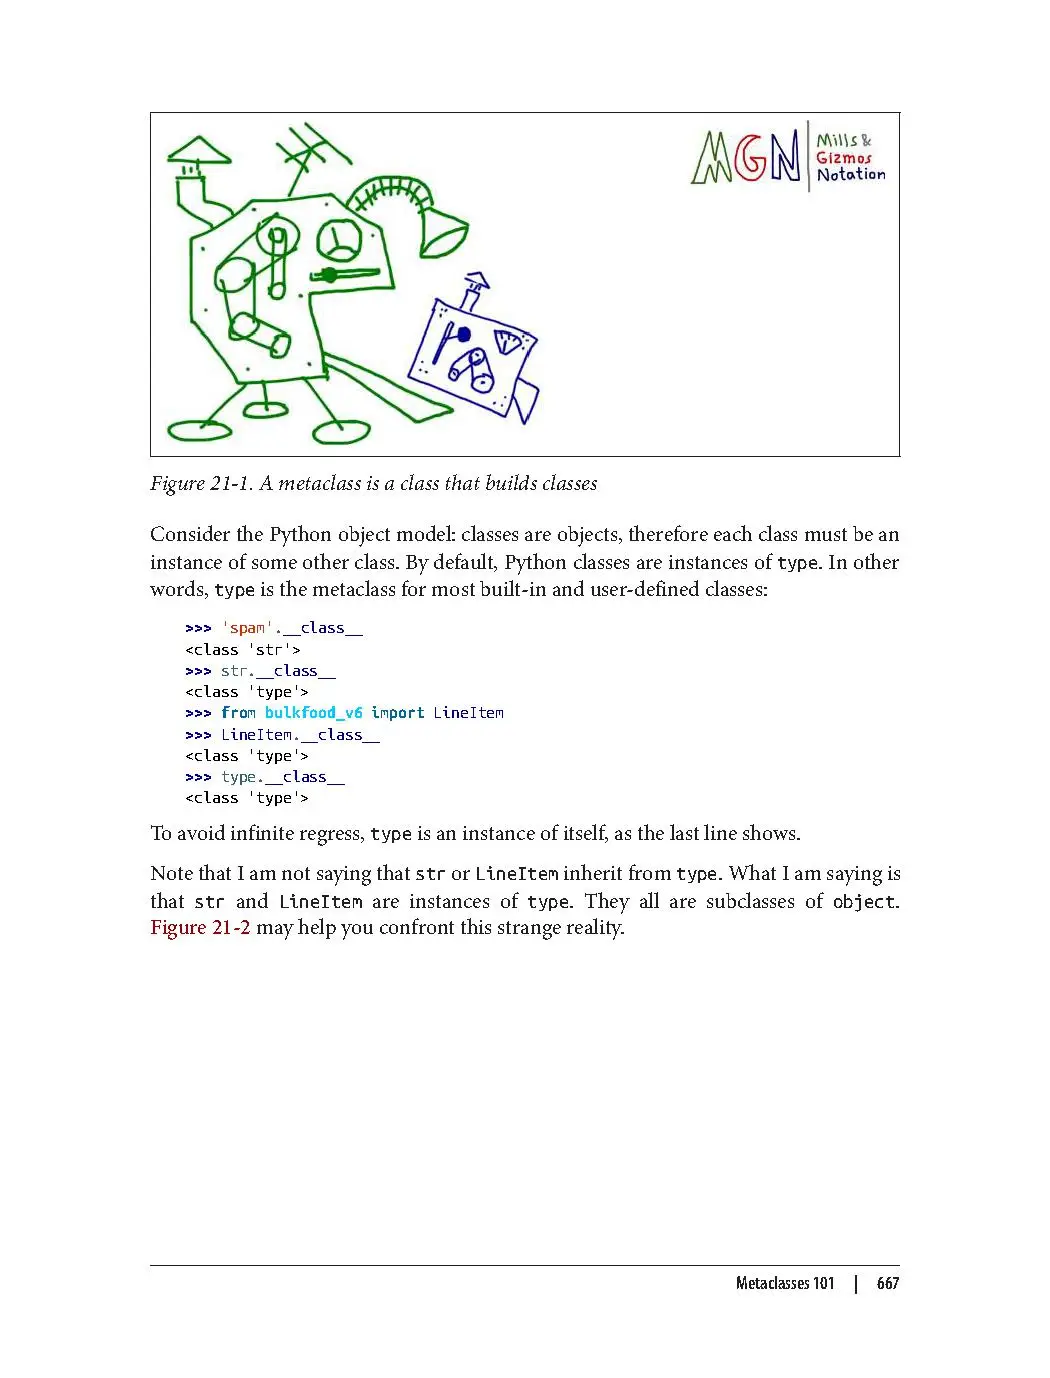 MGN
Mills &
Gizmos
Notation
Figure 21-1. A metaclass is a class that builds classes
Consider the Python object model: classes are objects, therefore each class must be an
instance of some other class. By default, Python classes are instances of type. In other
words, type is the metaclass for most built-in and user-defined classes:
>>> 'spam'.__class__
<class 'str'>
>>> str.__class__
<class 'type'>
>>> from bulkfood_v6 import LineItem
>>> LineItem.__class__
<class 'type'>
>>> type.__class__
<class 'type'>
To avoid infinite regress, type is an instance of itself, as the last line shows.
Note that I am not saying that str or LineItem inherit from type. What I am saying is
that str and LineItem are instances of type. They all are subclasses of object.
Figure 21-2 may help you confront this strange reality.
Metaclasses 101 | 667